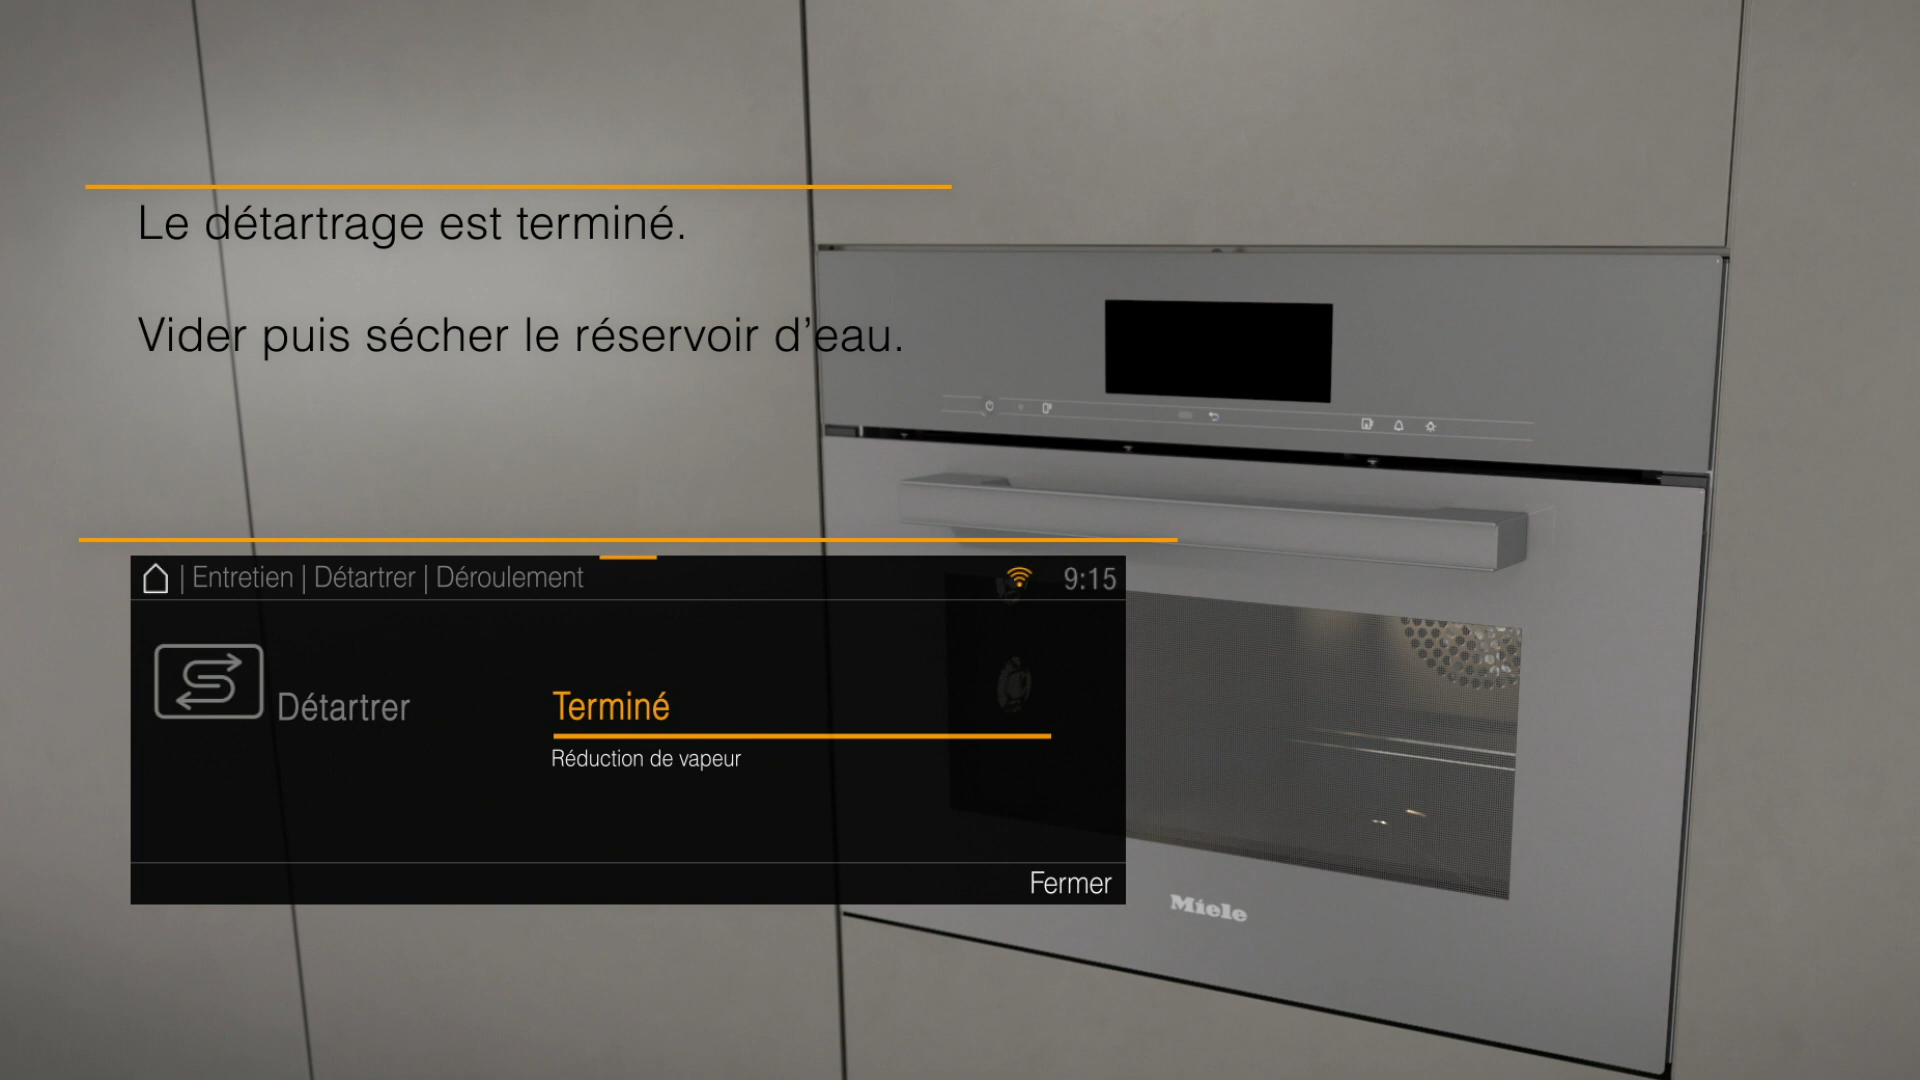 Le détartrage est terminé.
Vider puis sécher le réservoir d’eau.
| Entretien | Détartrer | Déroulement
9:15
Détartrer
Terminé
Réduction de vapeur
Fermer
Miele